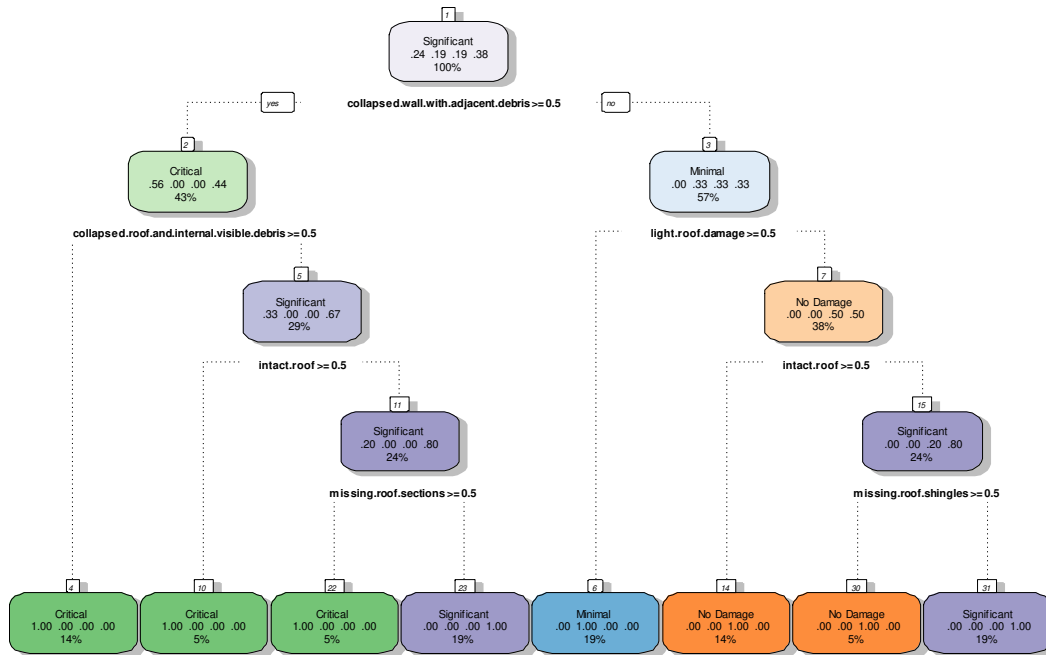 1
Significant
.24 .19 .19 .38
100%
yes
collapsed.wall.with.adjacent.debris >= 0.5
no
2
Critical
.56 .00 .00 .44
43%
3
Minimal
.00 .33 .33 .33
57%
collapsed.roof.and.internal.visible.debris >= 0.5
light.roof.damage >= 0.5
5
Significant
.33 .00 .00 .67
29%
7
No Damage
.00 .00 .50 .50
38%
intact.roof >= 0.5
intact.roof >= 0.5
11
Significant
.20 .00 .00 .80
24%
15
Significant
.00 .00 .20 .80
24%
missing.roof.sections >= 0.5
missing.roof.shingles >= 0.5
4
Critical
1.00 .00 .00 .00
14%
10
Critical
1.00 .00 .00 .00
5%
22
Critical
1.00 .00 .00 .00
5%
23
Significant
.00 .00 .00 1.00
19%
6
Minimal
.00 1.00 .00 .00
19%
14
No Damage
.00 .00 1.00 .00
14%
30
No Damage
.00 .00 1.00 .00
5%
31
Significant
.00 .00 .00 1.00
19%